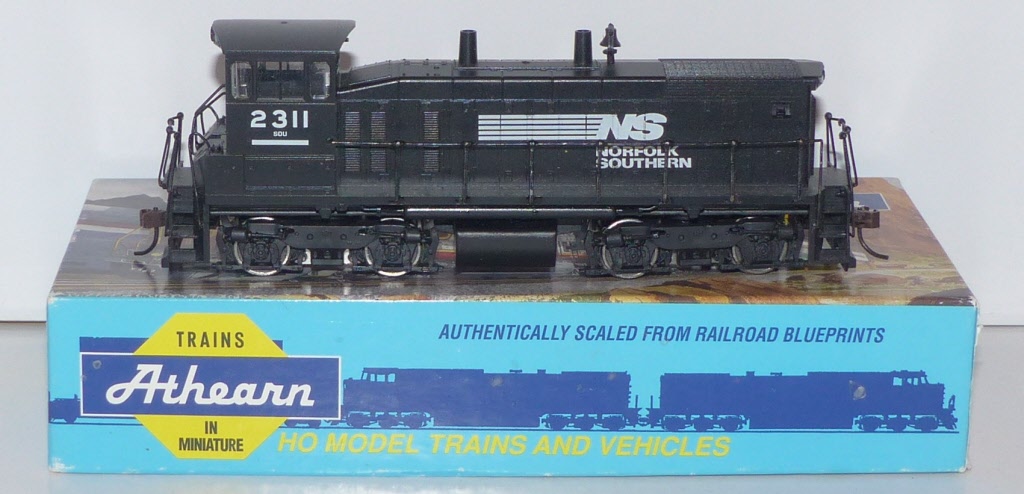 2311
SOU
NS
NORFOLK
SOUTHERN
TRAINS
Athearn
IN
MINIATURE
AUTHENTICALLY SCALED FROM RAILROAD BLUEPRINTS
HO MODEL TRAINS AND VEHICLES